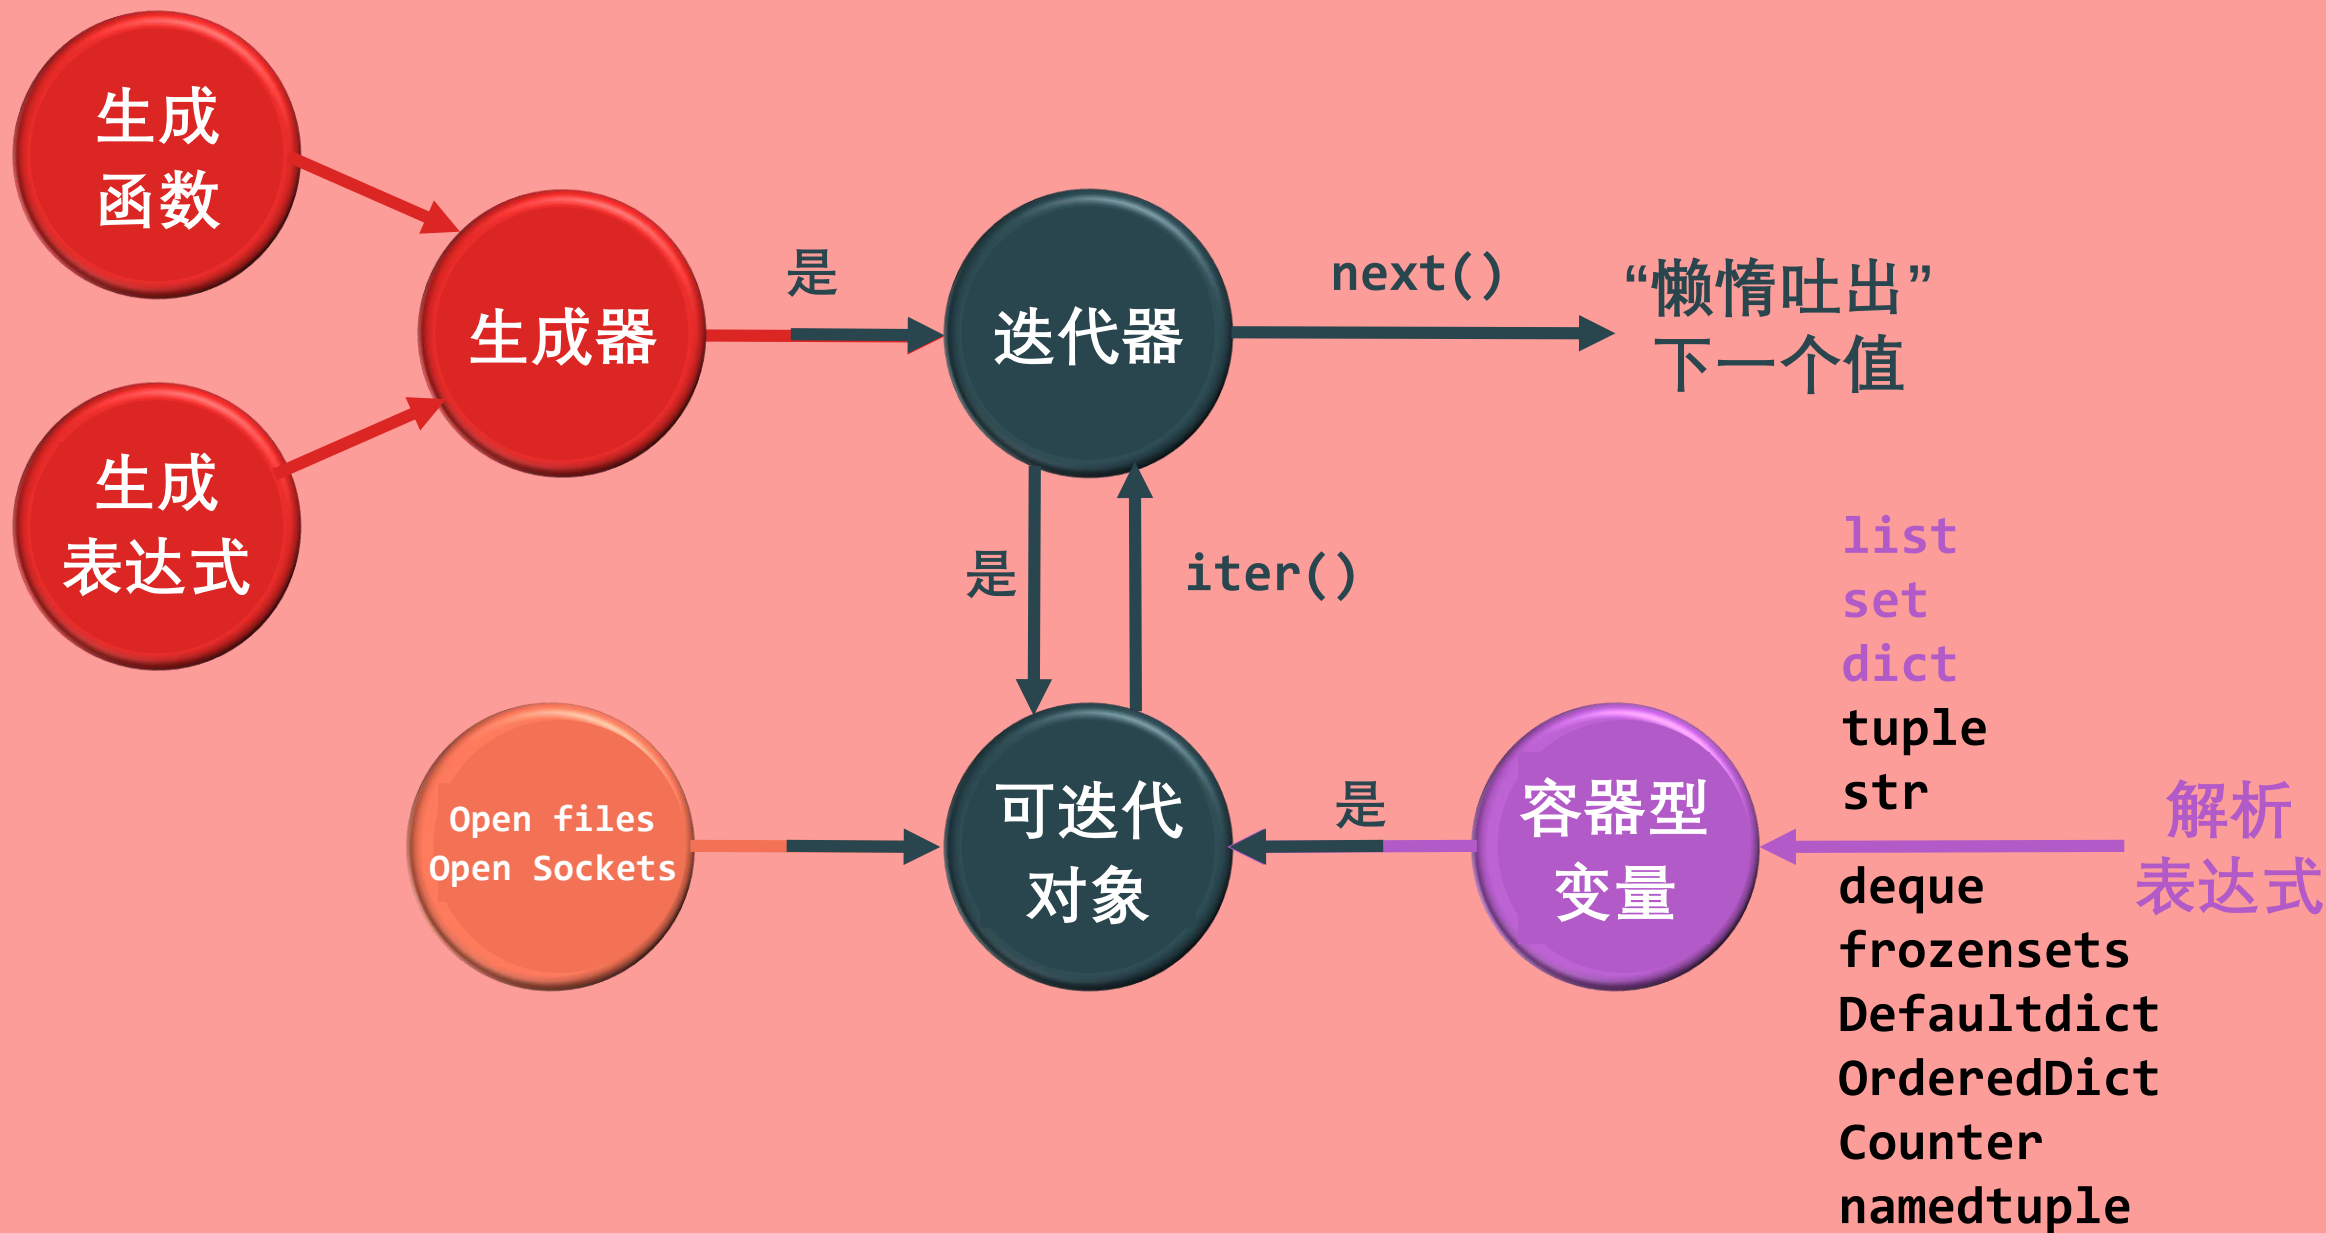 生成
函数
生成
表达式
生成器
是
迭代器
next()
“懒惰吐出”
下一个值
是
iter()
Open files
Open Sockets
可迭代
对象
是
容器型
变量
list
set
dict
tuple
str
deque
frozensets
Defaultdict
OrderedDict
Counter
namedtuple
解析
表达式